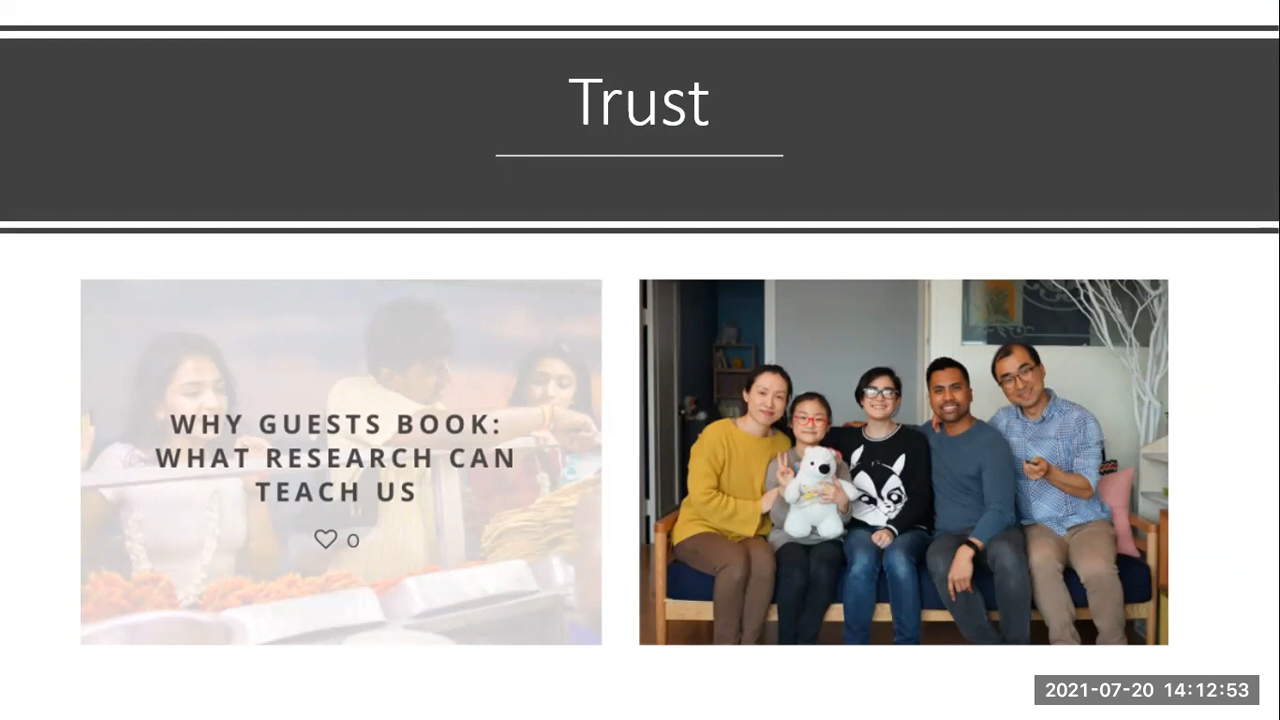 Trust
WHY GUESTS BOOK:
WHAT RESEARCH CAN
TEACH US
0
2021-07-20 14:12:53